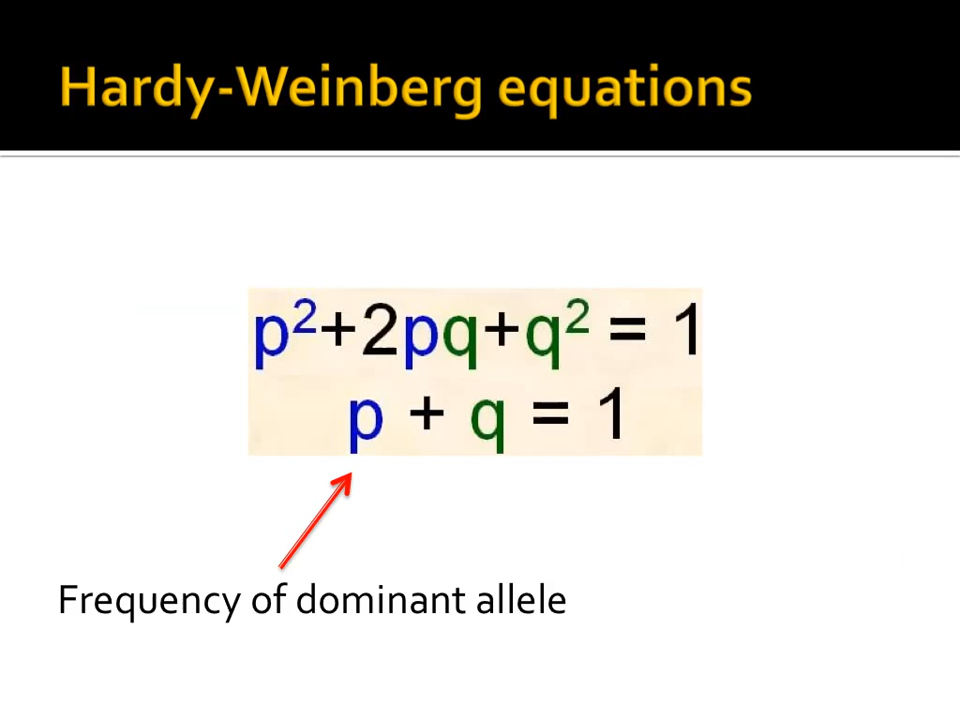 Hardy-Weinberg equations
p²+2pq+q² = 1
p + q = 1
Frequency of dominant allele